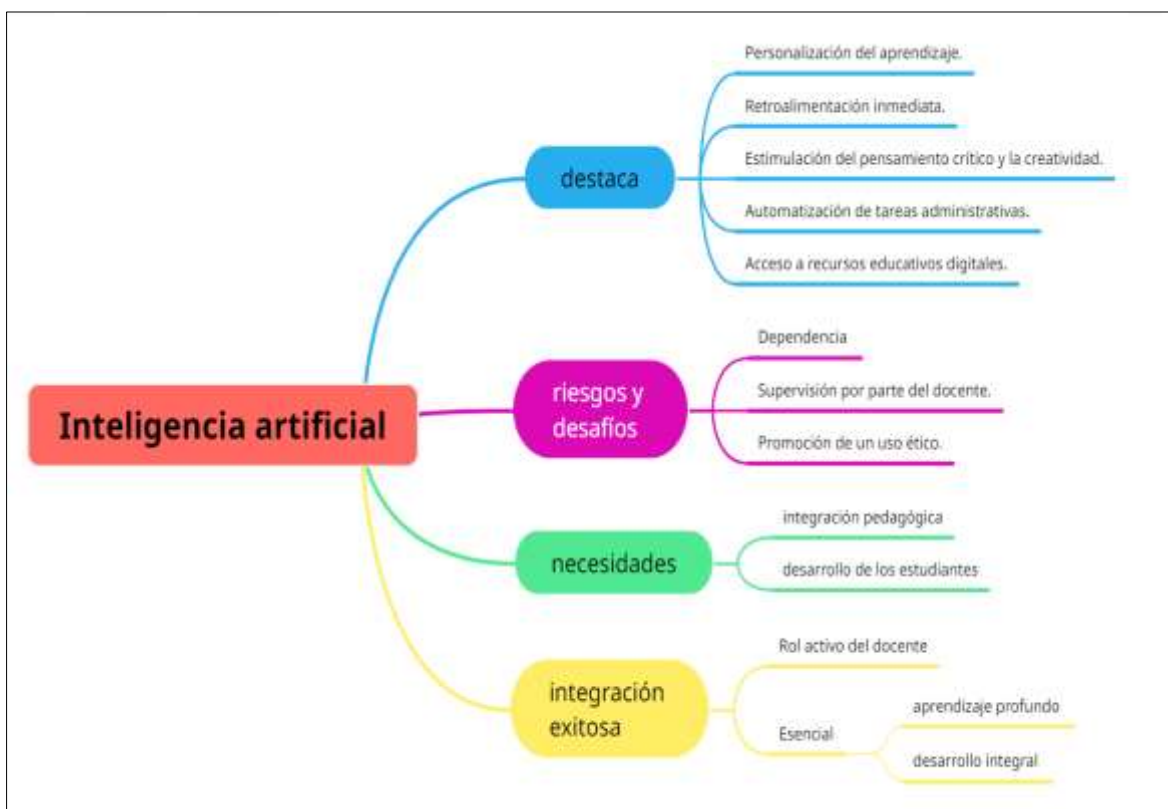 Inteligencia artificial
destaca
Personalización del aprendizaje.
Retroalimentación inmediata.
Estimulación del pensamiento crítico y la creatividad.
Automatización de tareas administrativas.
Acceso a recursos educativos digitales.
riesgos y
desafíos
Dependencia
Supervisión por parte del docente.
Promoción de un uso ético.
necesidades
integración pedagógica
desarrollo de los estudiantes
integración
exitosa
Rol activo del docente
Esencial
aprendizaje profundo
desarrollo integral